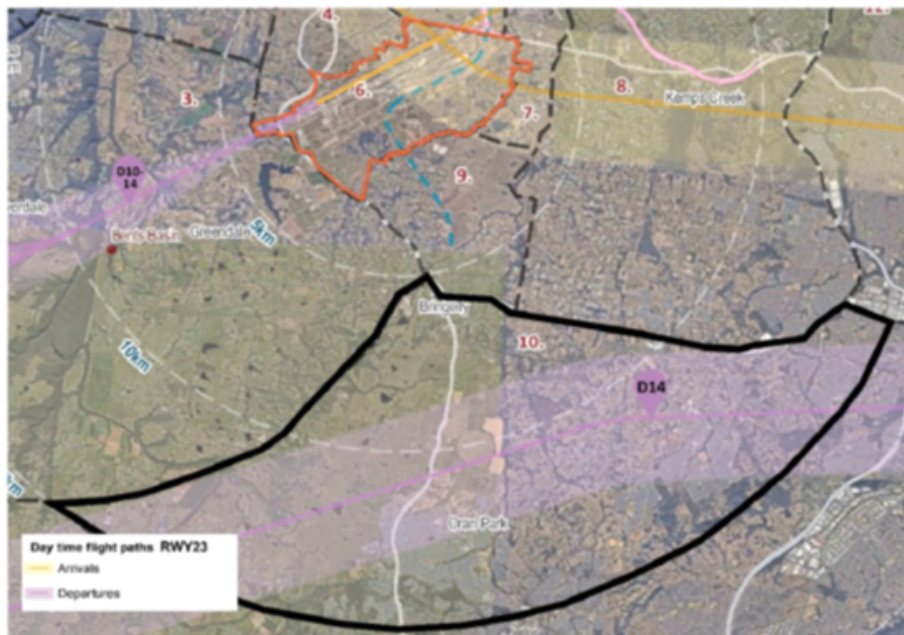 4.
3.
6.
8.
Kemps Creek
7.
D10-
14
9.
Bents Basin
Greendale
5km
Bringelly
10.
10km
D14
Oran Park
Day time flight paths RWY23
Arrivals
Departures